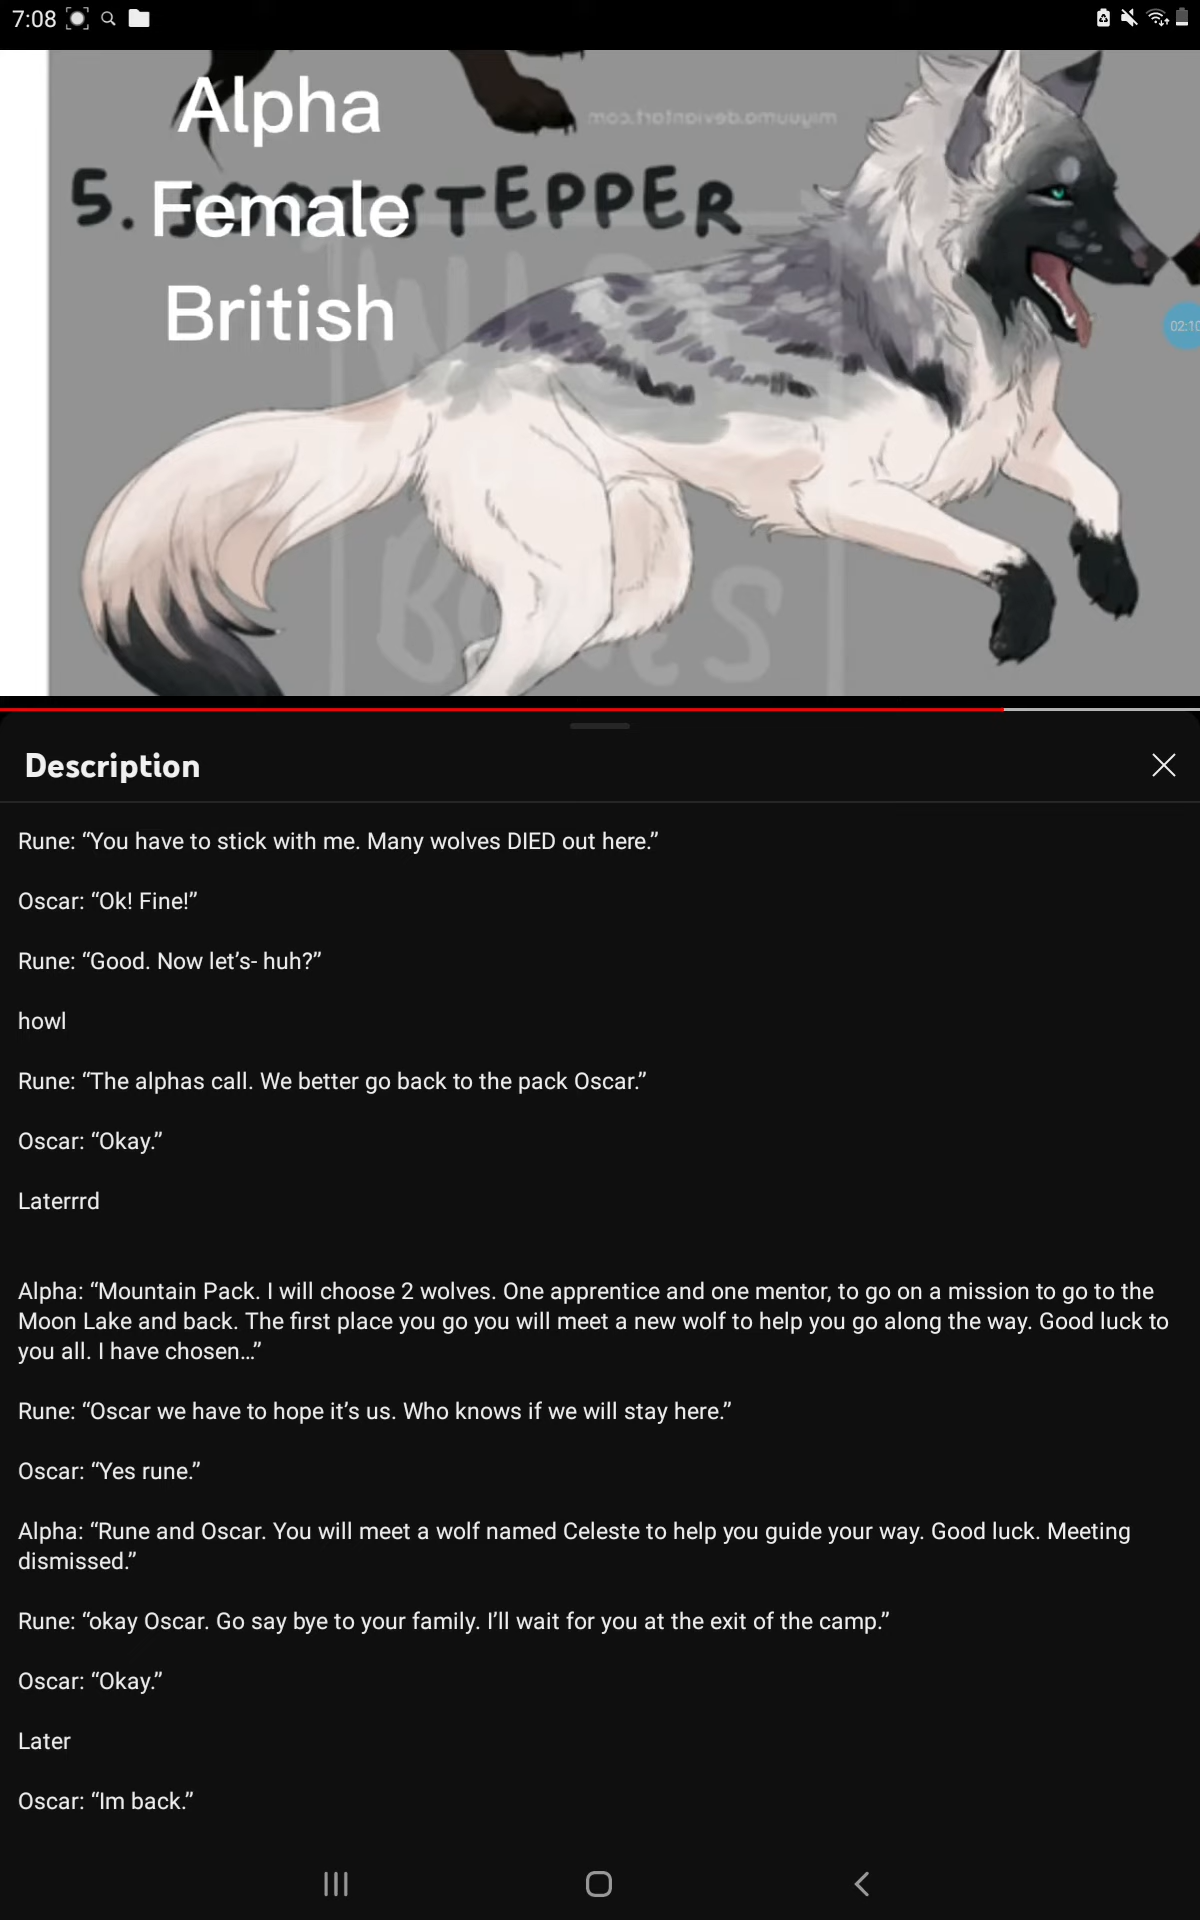 7:08
Alpha
miyuuma.deviantart.com
5. STEPPER
Female
British
02:10
Description
Rune: “You have to stick with me. Many wolves DIED out here.”
Oscar: “Ok! Fine!”
Rune: “Good. Now let’s- huh?”
howl
Rune: “The alphas call. We better go back to the pack Oscar.”
Oscar: “Okay.”
Laterrrd
Alpha: “Mountain Pack. I will choose 2 wolves. One apprentice and one mentor, to go on a mission to go to the
Moon Lake and back. The first place you go you will meet a new wolf to help you go along the way. Good luck to
you all. I have chosen…”
Rune: “Oscar we have to hope it’s us. Who knows if we will stay here.”
Oscar: “Yes rune.”
Alpha: “Rune and Oscar. You will meet a wolf named Celeste to help you guide your way. Good luck. Meeting
dismissed.”
Rune: “okay Oscar. Go say bye to your family. I’ll wait for you at the exit of the camp.”
Oscar: “Okay.”
Later
Oscar: “Im back.”